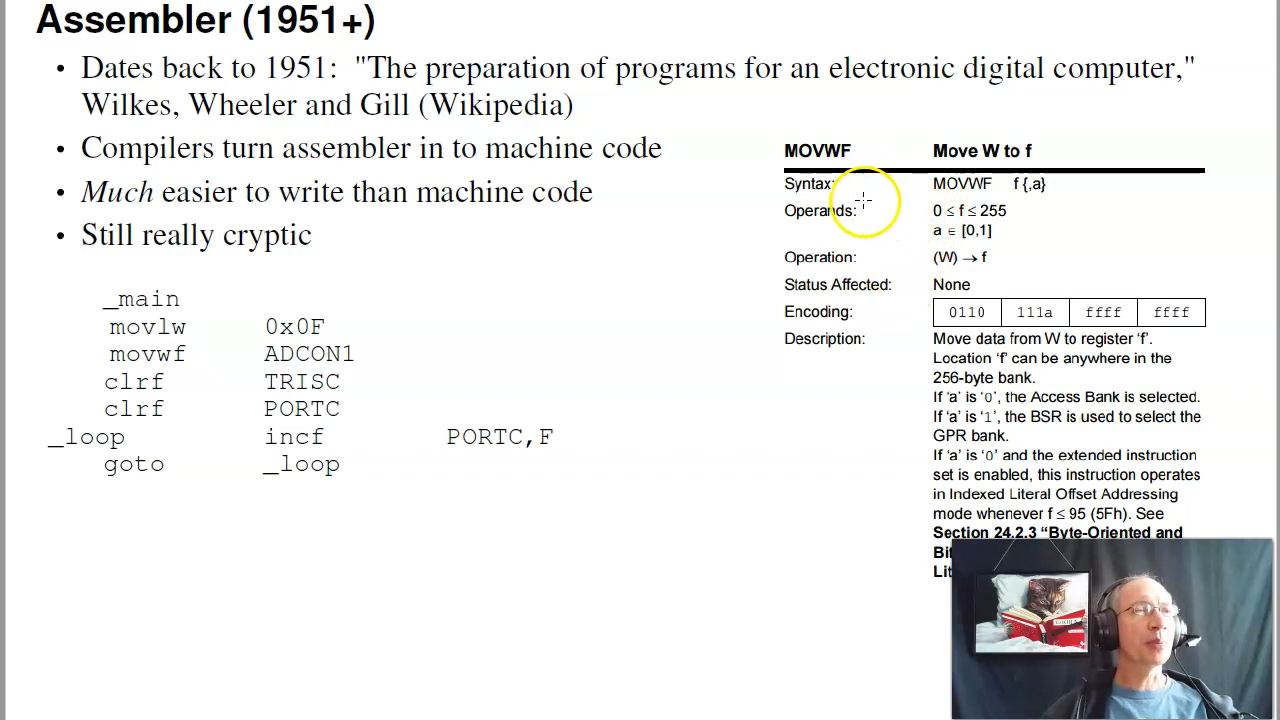 Assembler (1951+)
• Dates back to 1951: "The preparation of programs for an electronic digital computer,"
Wilkes, Wheeler and Gill (Wikipedia)
• Compilers turn assembler in to machine code
• Much easier to write than machine code
• Still really cryptic
_main
movlw 0x0F
movwf ADCON1
clrf TRISC
clrf PORTC
_loop incf PORTC,F
goto _loop
MOVWF Move W to f
Syntax: MOVWF f {,a}
Operands: 0 ≤ f ≤ 255
a ∈ [0,1]
Operation: (W) → f
Status Affected: None
Encoding: 0110 111a ffff ffff
Description: Move data from W to register ‘f’.
Location ‘f’ can be anywhere in the
256-byte bank.
If ‘a’ is ‘0’, the Access Bank is selected.
If ‘a’ is ‘1’, the BSR is used to select the
GPR bank.
If ‘a’ is ‘0’ and the extended instruction
set is enabled, this instruction operates
in Indexed Literal Offset Addressing
mode whenever f ≤ 95 (5Fh). See
Section 24.2.3 “Byte-Oriented and